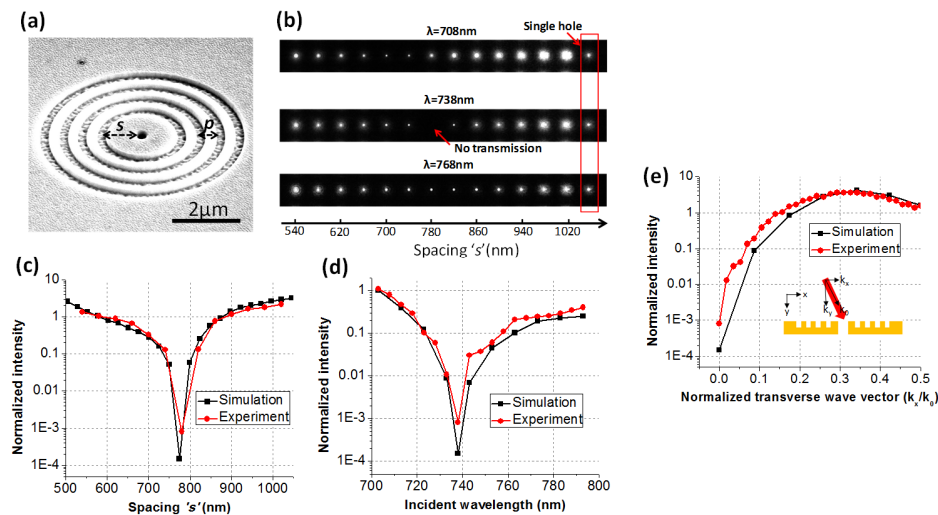 (a)
s
p
2μm
(b)
Single hole
λ=708nm
λ=738nm
No transmission
λ=768nm
540 620 700 780 860 940 1020
Spacing 's' (nm)
(c)
Normalized intensity
10
1
0.1
0.01
1E-3
1E-4
Simulation
Experiment
500 600 700 800 900 1000
Spacing 's' (nm)
(d)
Normalized intensity
1
0.1
0.01
1E-3
1E-4
Simulation
Experiment
700 720 740 760 780 800
Incident wavelength (nm)
(e)
Normalized intensity
10
1
0.1
0.01
1E-3
1E-4
Simulation
Experiment
x
y
kx
ky
k0
0.0 0.1 0.2 0.3 0.4 0.5
Normalized transverse wave vector (kx/k0)